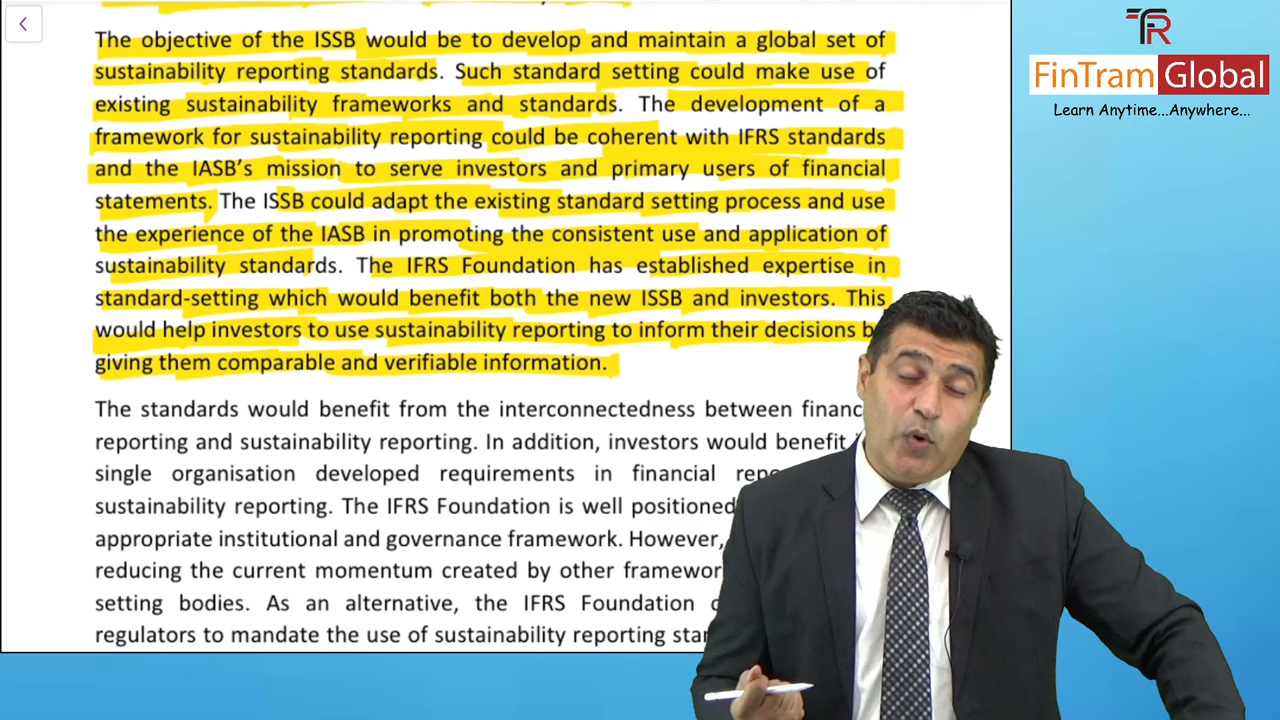 The objective of the ISSB would be to develop and maintain a global set of
sustainability reporting standards. Such standard setting could make use of
existing sustainability frameworks and standards. The development of a
framework for sustainability reporting could be coherent with IFRS standards
and the IASB's mission to serve investors and primary users of financial
statements. The ISSB could adapt the existing standard setting process and use
the experience of the IASB in promoting the consistent use and application of
sustainability standards. The IFRS Foundation has established expertise in
standard-setting which would benefit both the new ISSB and investors. This
would help investors to use sustainability reporting to inform their decisions
giving them comparable and verifiable information.
The standards would benefit from the interconnectedness between
reporting and sustainability reporting. In addition, investors would benefit
single organisation developed requirements in financial
sustainability reporting. The IFRS Foundation is well positioned
appropriate institutional and governance framework. However,
reducing the current momentum created by other
setting bodies. As an alternative, the IFRS Foundation
regulators to mandate the use of sustainability reporting
TR
FinTram Global
Learn Anytime...Anywhere...